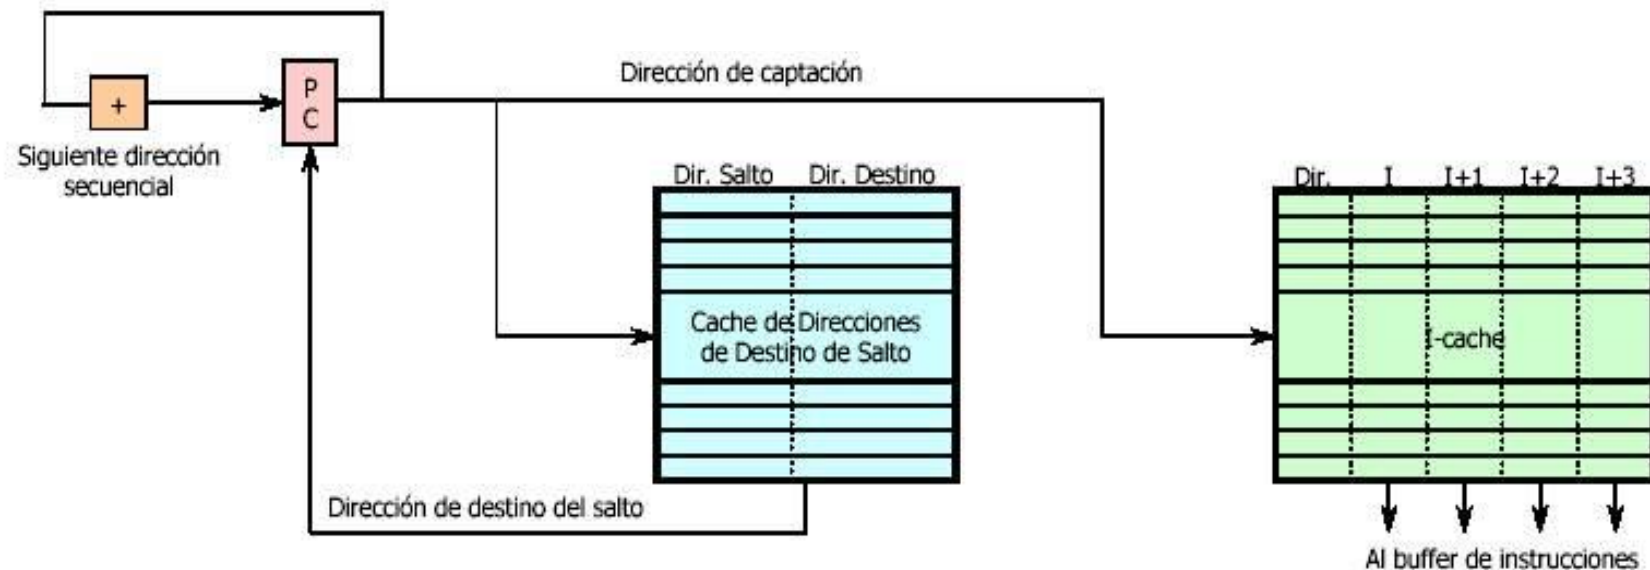 P
C
+
Siguiente dirección
secuencial
Dirección de captación
Dir. Salto Dir. Destino
Cache de Direcciones
de Destino de Salto
Dirección de destino del salto
Dir. I I+1 I+2 I+3
I-cache
Al buffer de instrucciones